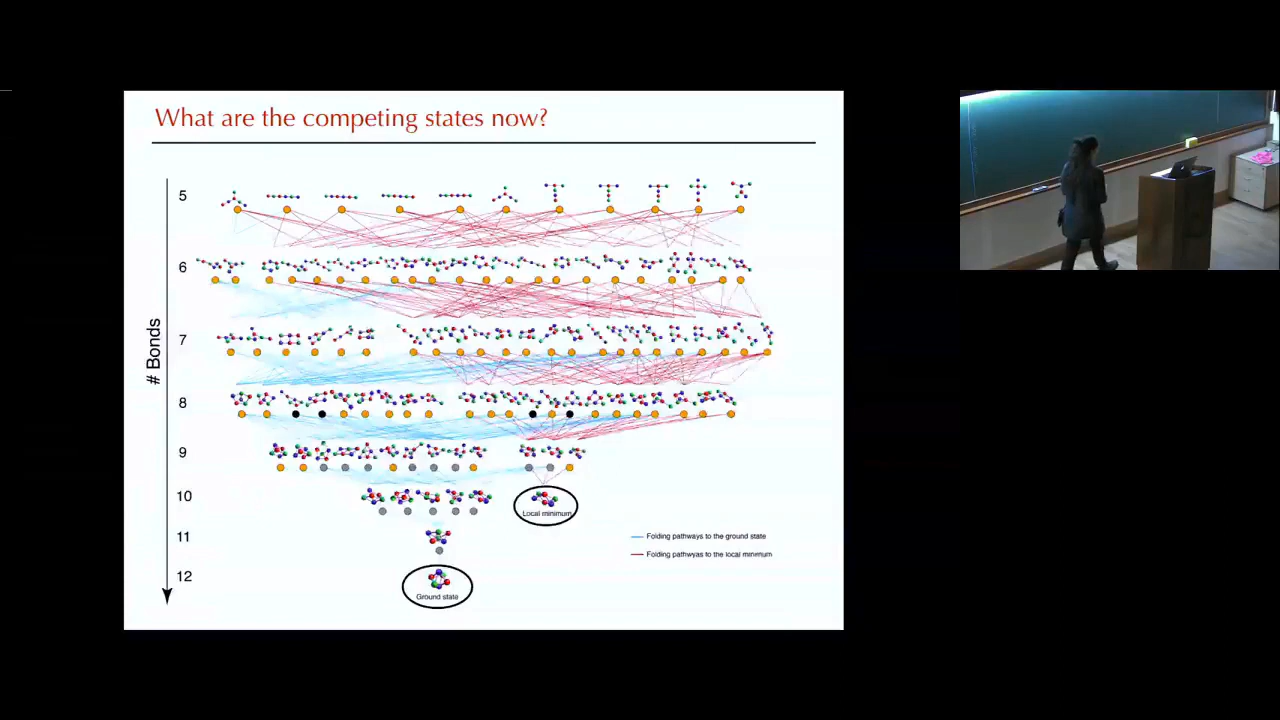 What are the competing states now?
5
6
7
# Bonds
8
9
10
Local minimum
11
Folding pathways to the ground state
Folding pathwyas to the local minimum
12
Ground state